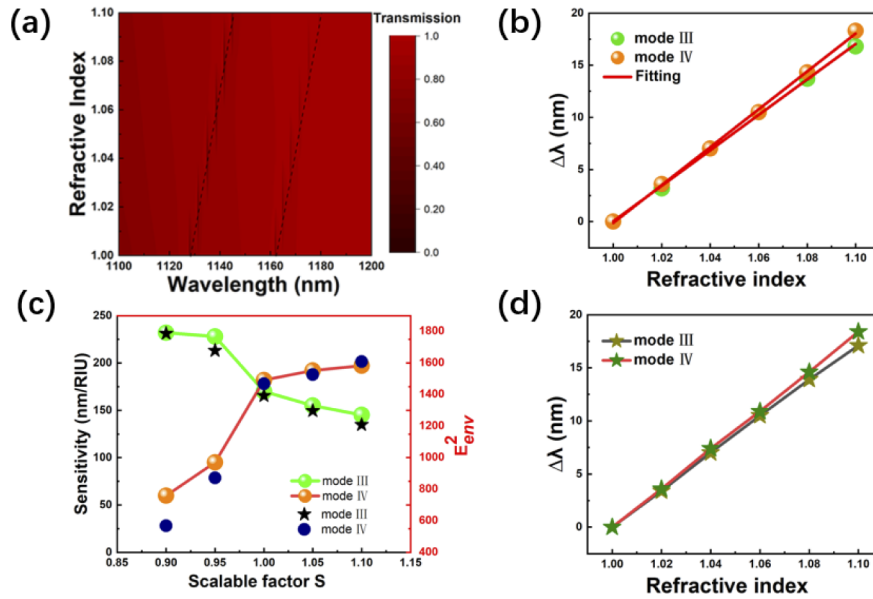 (a)
Transmission
1.10
1.08
1.06
1.04
1.02
1.00
Refractive Index
1100 1120 1140 1160 1180 1200
Wavelength (nm)
1.0
0.80
0.60
0.40
0.20
0.0
(b)
20
15
10
5
0
Δλ (nm)
mode Ⅲ
mode Ⅳ
Fitting
1.00 1.02 1.04 1.06 1.08 1.10
Refractive index
(c)
250
200
150
100
50
0
Sensitivity (nm/RIU)
mode Ⅲ
mode Ⅳ
mode Ⅲ
mode Ⅳ
0.85 0.90 0.95 1.00 1.05 1.10 1.15
Scalable factor S
1800
1600
1400
1200
1000
800
600
400
E²env
(d)
20
15
10
5
0
Δλ (nm)
mode Ⅲ
mode Ⅳ
1.00 1.02 1.04 1.06 1.08 1.10
Refractive index